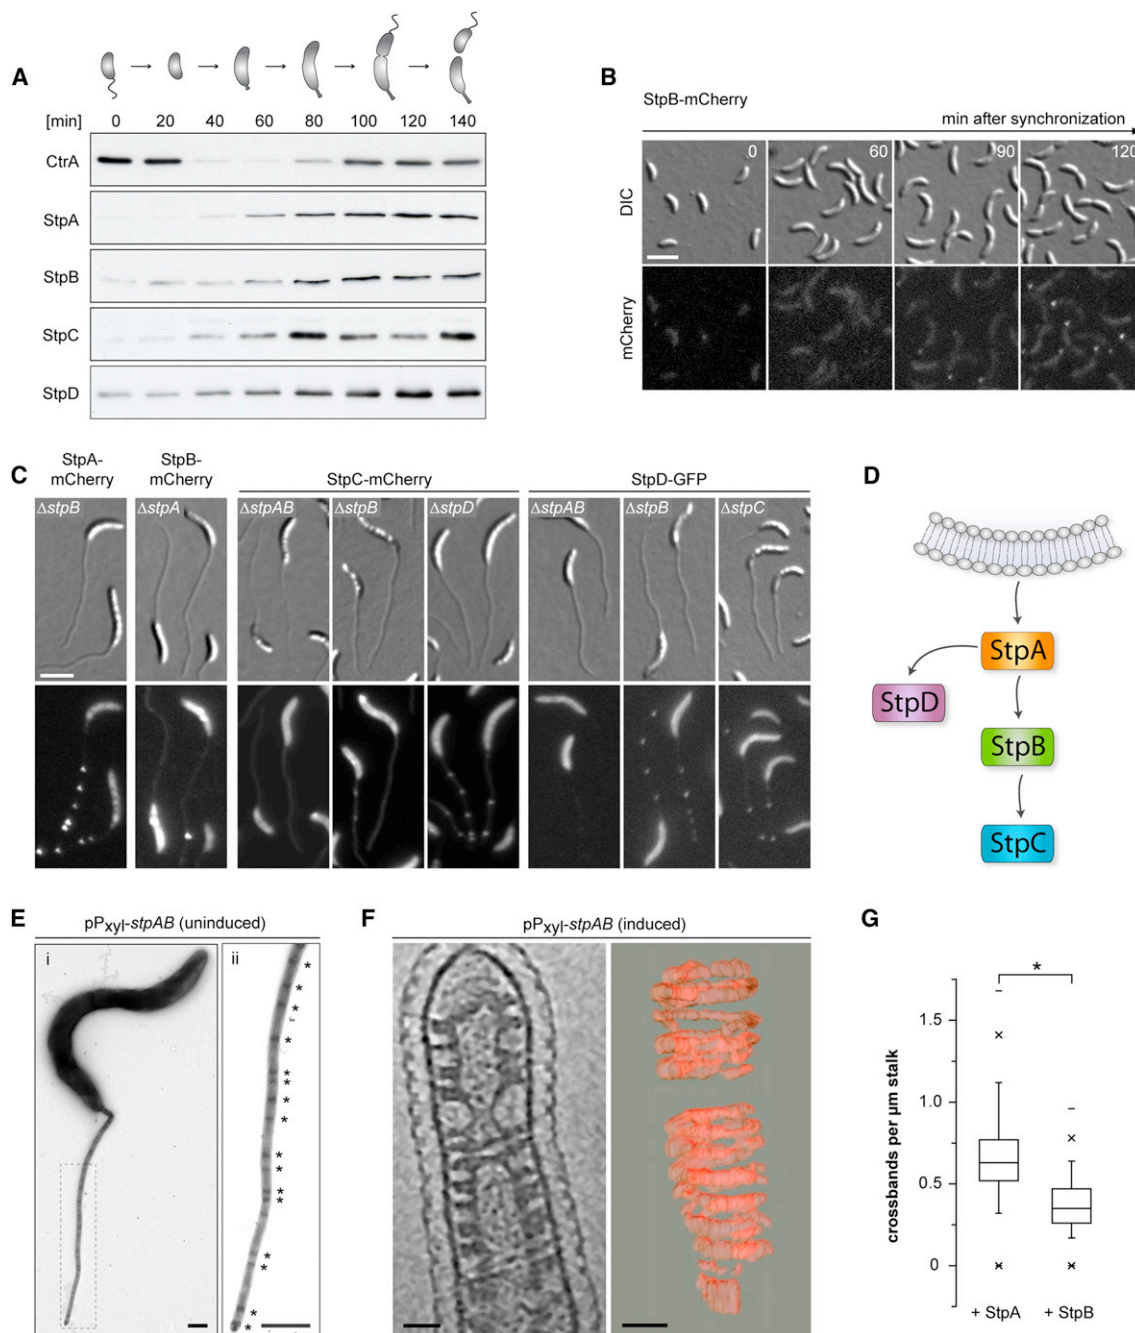 A
[min] 0 20 40 60 80 100 120 140
CtrA
StpA
StpB
StpC
StpD
B
StpB-mCherry
min after synchronization
0 60 90 120
DIC
mCherry
C
StpA-
mCherry
StpB-
mCherry
StpC-mCherry
StpD-GFP
ΔstpB ΔstpA ΔstpAB ΔstpB ΔstpD ΔstpAB ΔstpB ΔstpC
D
StpA
StpD
StpB
StpC
E
pPxyl-stpAB (uninduced)
i
ii
* * * * * * * * * * * * * * * *
F
pPxyl-stpAB (induced)
G
*
crossbands per µm stalk
1.5
1.0
0.5
0
+ StpA + StpB